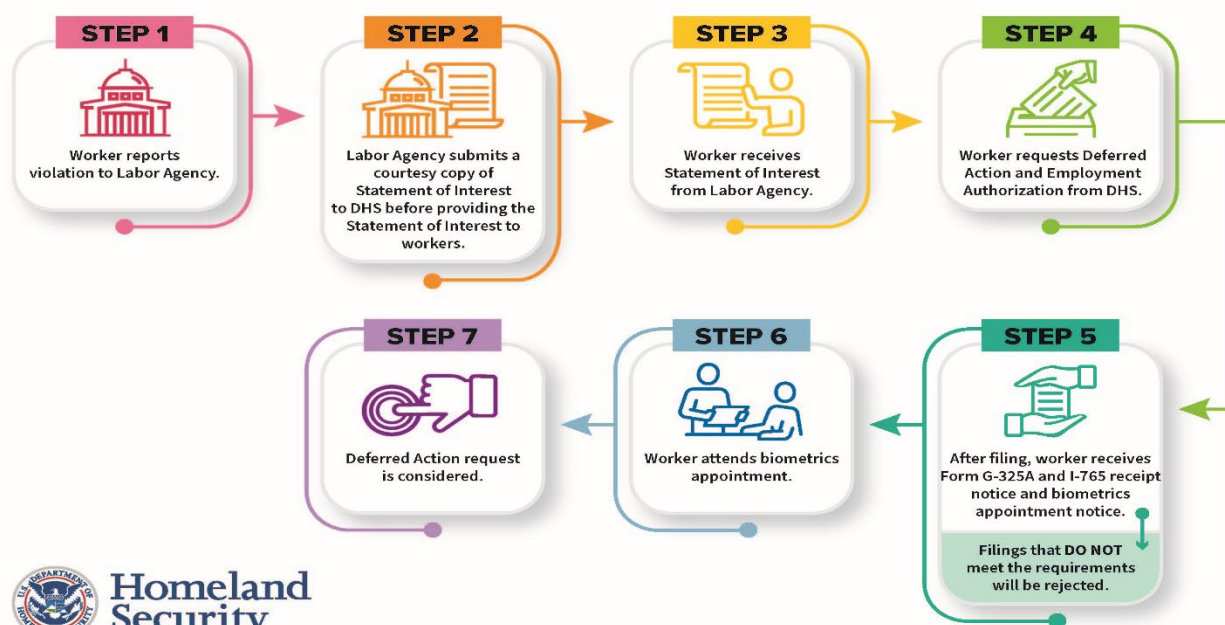 STEP 1
Worker reports
violation to Labor Agency.
STEP 2
Labor Agency submits a
courtesy copy of
Statement of Interest
to DHS before providing the
Statement of Interest to
workers.
STEP 3
Worker receives
Statement of Interest
from Labor Agency.
STEP 4
Worker requests Deferred
Action and Employment
Authorization from DHS.
STEP 5
After filing, worker receives
Form G-325A and I-765 receipt
notice and biometrics
appointment notice.
Filings that DO NOT
meet the requirements
will be rejected.
STEP 6
Worker attends biometrics
appointment.
STEP 7
Deferred Action request
is considered.
U.S. DEPARTMENT OF
Homeland
Security